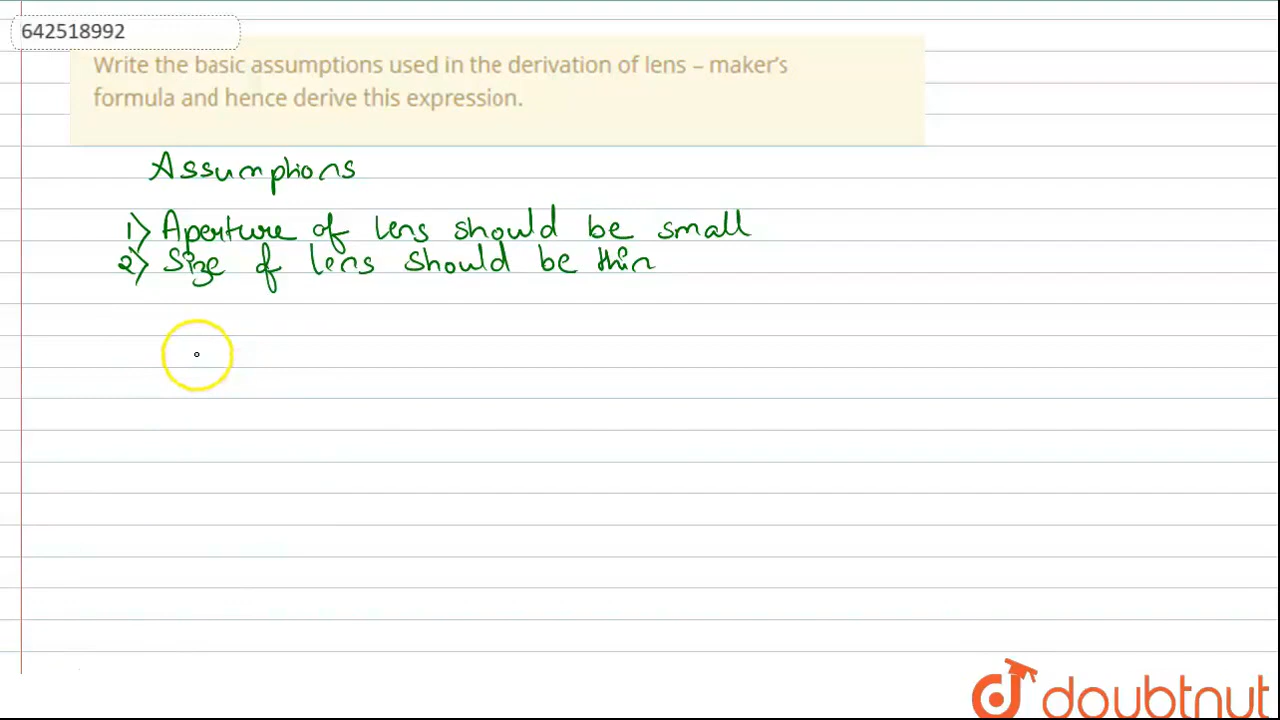 642518992
Write the basic assumptions used in the derivation of lens – maker’s
formula and hence derive this expression.
Assumptions
1) Aperture of lens should be small
2) Size of lens should be thin
doubtnut